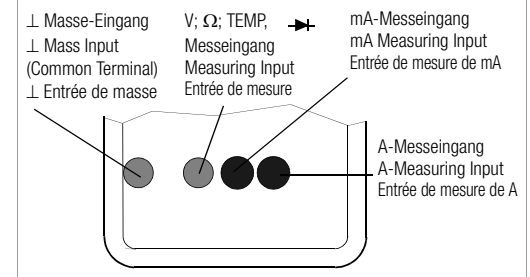 ⊥ Masse-Eingang
⊥ Mass Input
(Common Terminal)
⊥ Entrée de masse
V; Ω; TEMP,
Messeingang
Measuring Input
Entrée de mesure
mA-Messeingang
mA Measuring Input
Entrée de mesure de mA
A-Messeingang
A-Measuring Input
Entrée de mesure de A